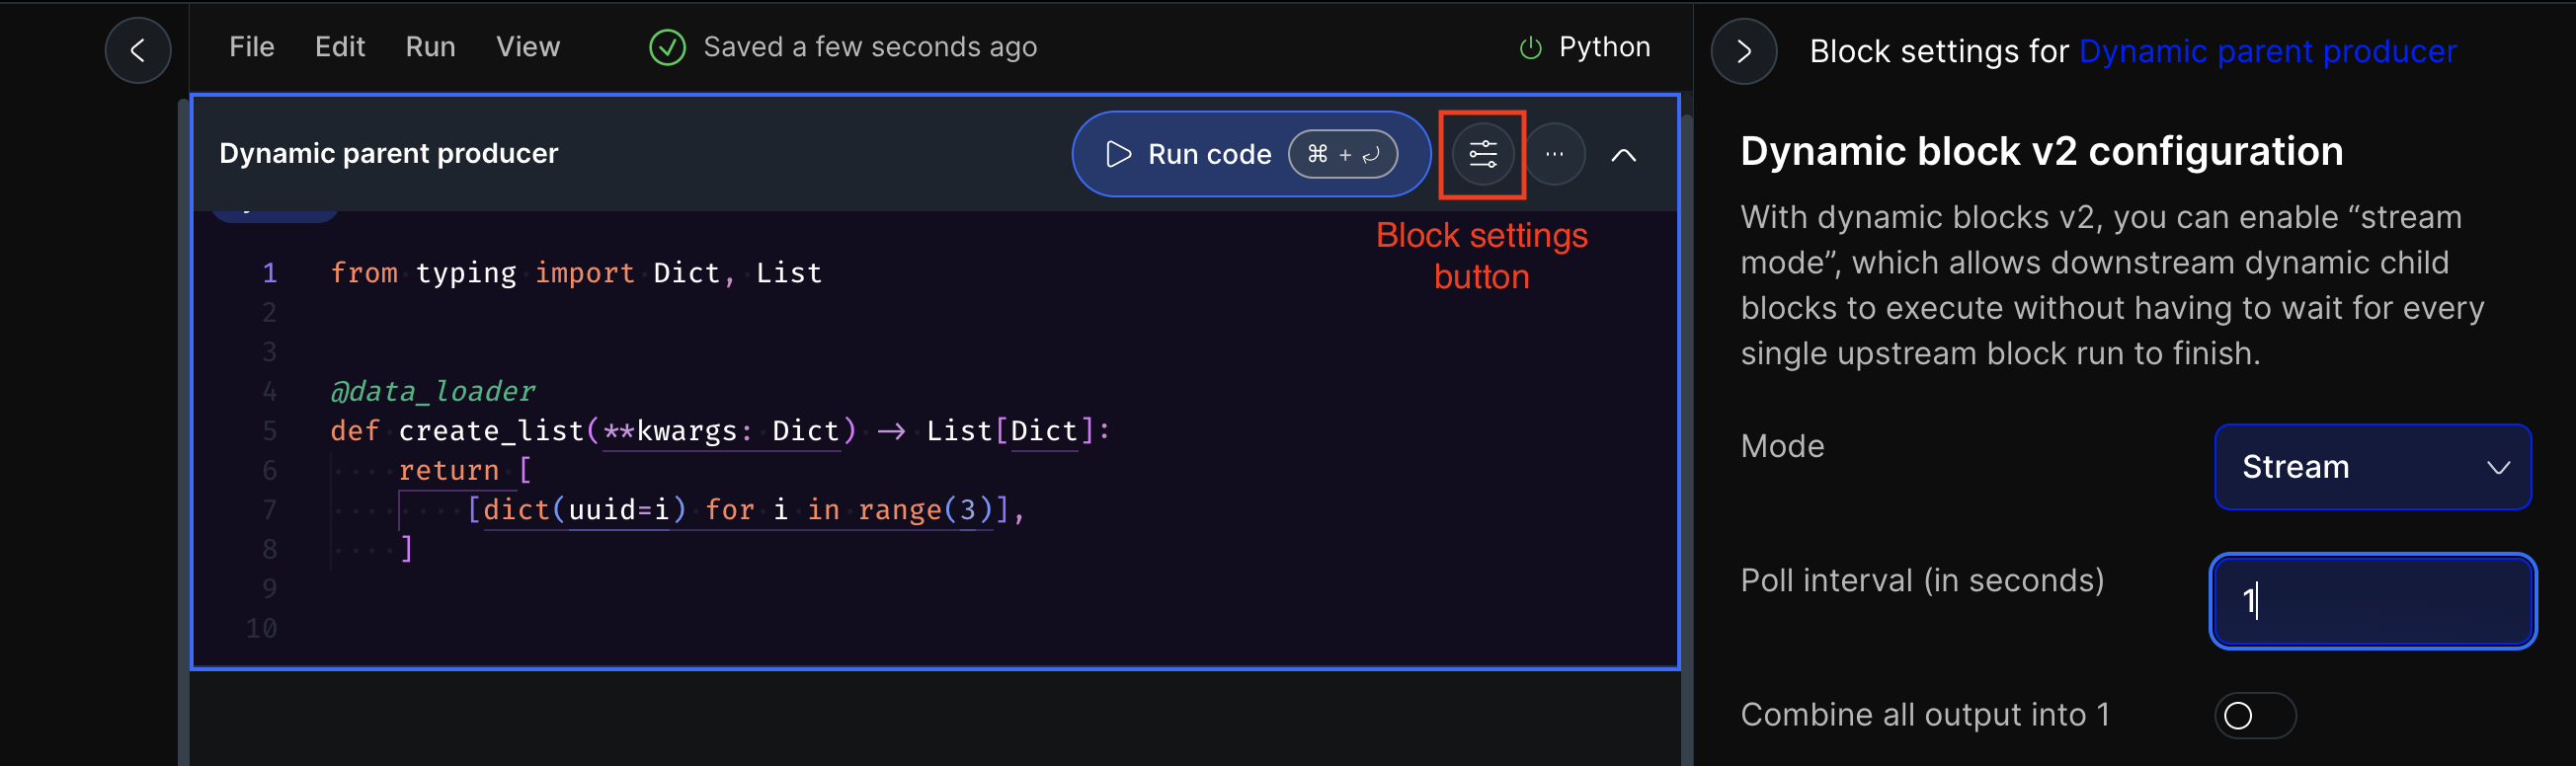 File Edit Run View Saved a few seconds ago Python
Dynamic parent producer Run code ⌘ + ⏎ ...
Block settings
button
1 from typing import Dict, List
2
3
4 @data_loader
5 def create_list(**kwargs: Dict) -> List[Dict]:
6 return [
7 [dict(uuid=i) for i in range(3)],
8 ]
9
10
Block settings for Dynamic parent producer
Dynamic block v2 configuration
With dynamic blocks v2, you can enable “stream
mode”, which allows downstream dynamic child
blocks to execute without having to wait for every
single upstream block run to finish.
Mode Stream
Poll interval (in seconds) 1
Combine all output into 1